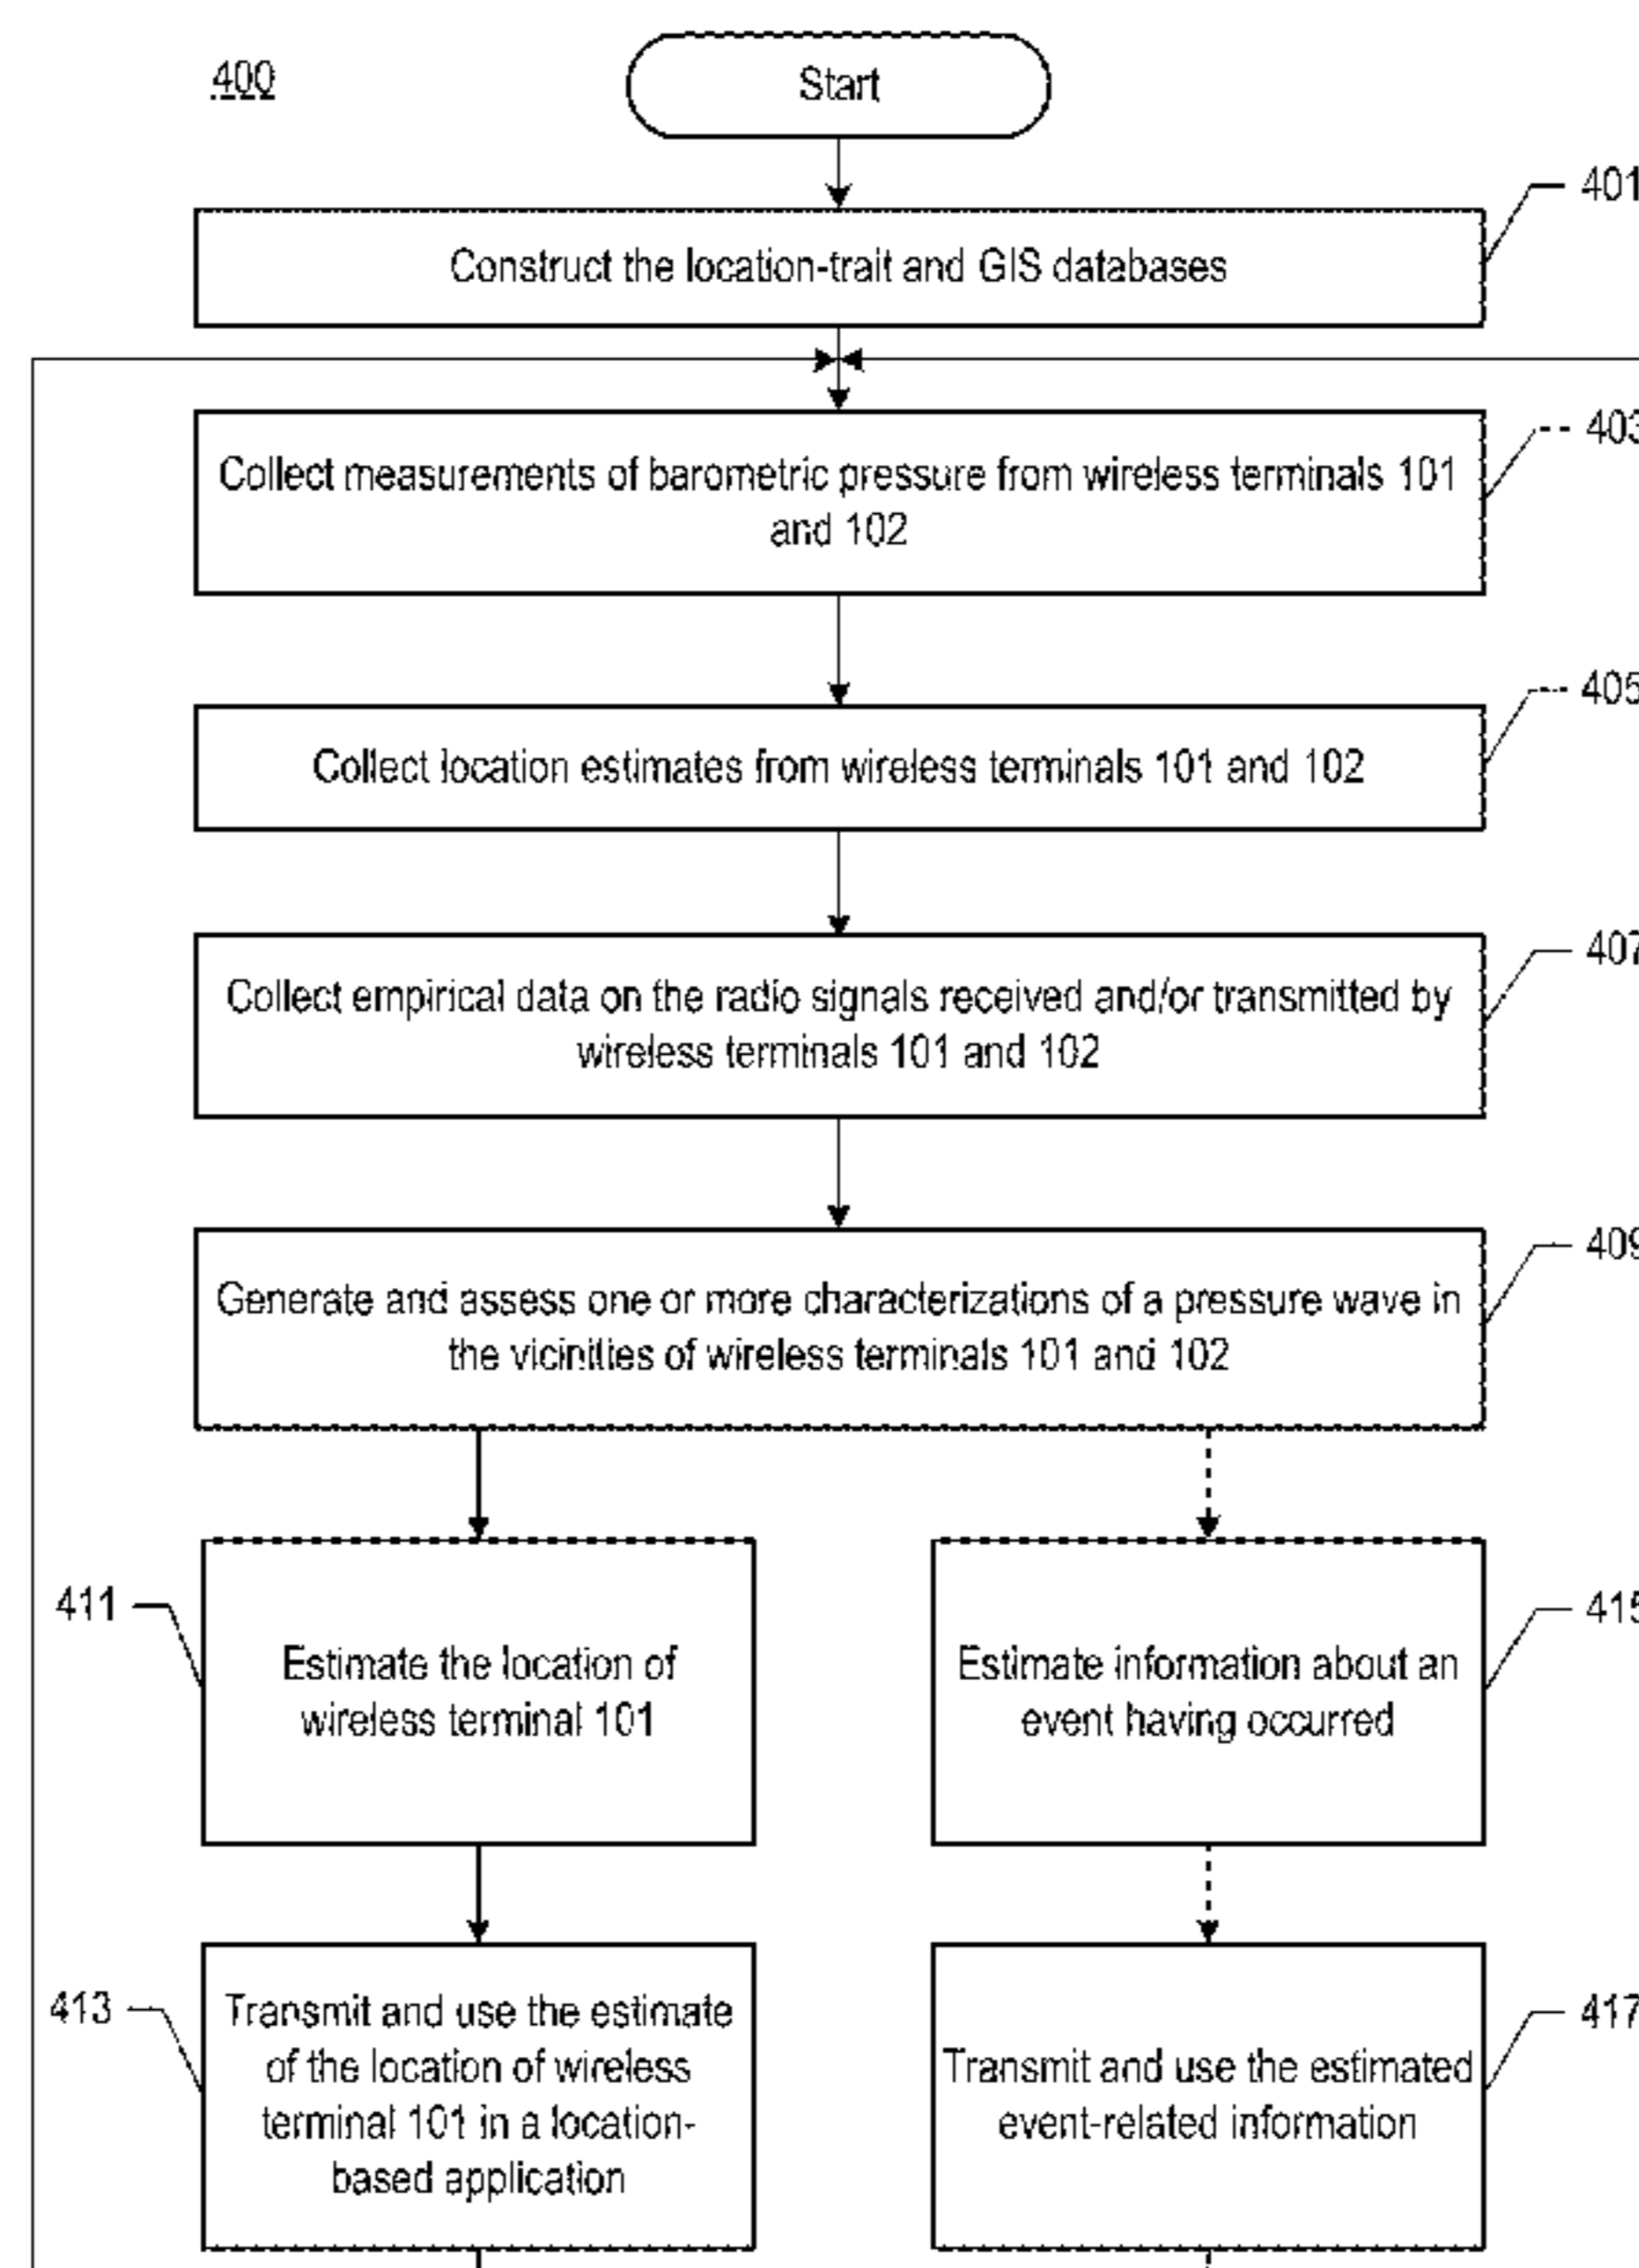 400
Start
401
Construct the location-trait and GIS databases
403
Collect measurements of barometric pressure from wireless terminals 101
and 102
405
Collect location estimates from wireless terminals 101 and 102
407
Collect empirical data on the radio signals received and/or transmitted by
wireless terminals 101 and 102
409
Generate and assess one or more characterizations of a pressure wave in
the vicinities of wireless terminals 101 and 102
411
Estimate the location of
wireless terminal 101
415
Estimate information about an
event having occurred
413
Transmit and use the estimate
of the location of wireless
terminal 101 in a location-
based application
417
Transmit and use the estimated
event-related information